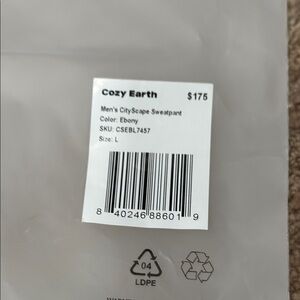 Cozy Earth $175
Men's CityScape Sweatpant
Color: Ebony
SKU: CSEBL7457
Size: L
8 40246 88601 9
04
LDPE